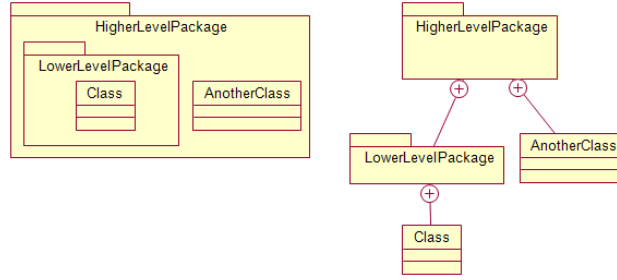 HigherLevelPackage
LowerLevelPackage
Class
AnotherClass
HigherLevelPackage
LowerLevelPackage
AnotherClass
Class